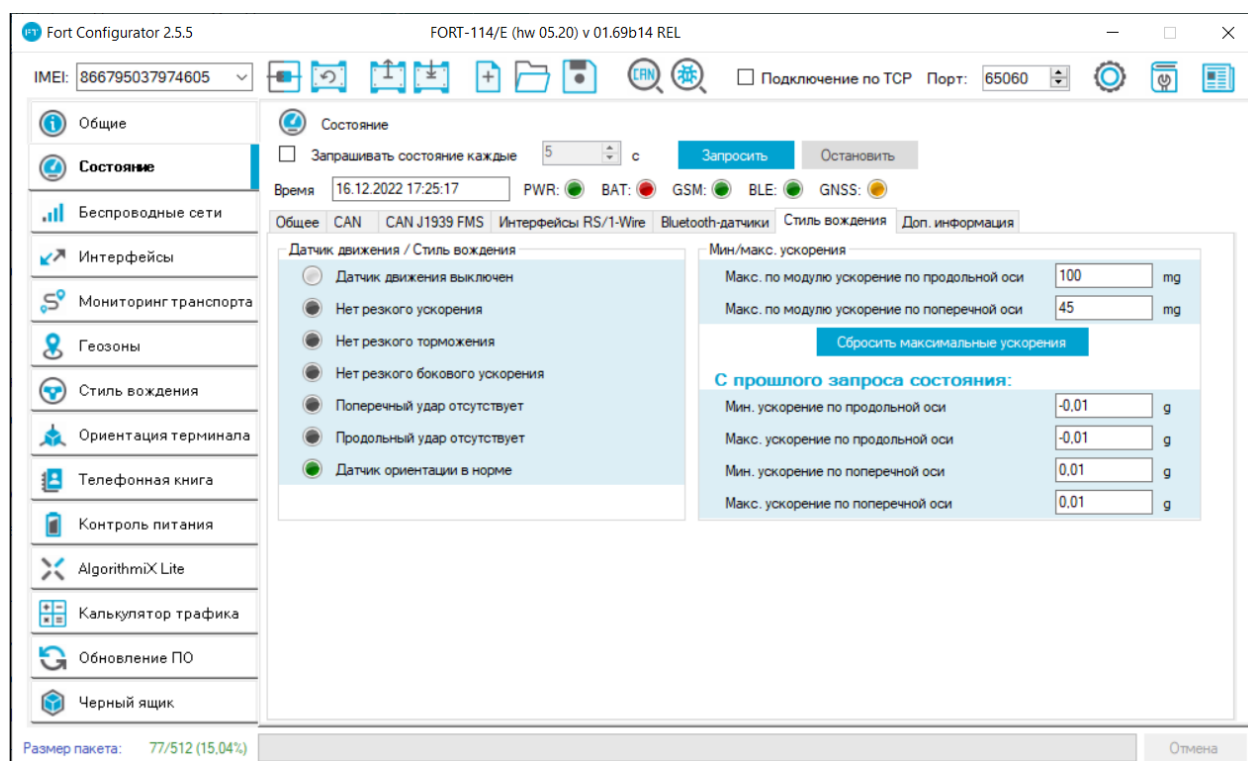 Fort Configurator 2.5.5 FORT-114/E (hw 05.20) v 01.69b14 REL
IMEI: 866795037974605 CAN Подключение по TCP Порт: 65060
Общие
Состояние
Беспроводные сети
Интерфейсы
Мониторинг транспорта
Геозоны
Стиль вождения
Ориентация терминала
Телефонная книга
Контроль питания
AlgorithmiX Lite
Калькулятор трафика
Обновление ПО
Черный ящик
Состояние
Запрашивать состояние каждые 5 с Запросить Остановить
Время 16.12.2022 17:25:17 PWR: BAT: GSM: BLE: GNSS:
Общее CAN CAN J1939 FMS Интерфейсы RS/1-Wire Bluetooth-датчики Стиль вождения Доп. информация
Датчик движения / Стиль вождения
Датчик движения выключен
Нет резкого ускорения
Нет резкого торможения
Нет резкого бокового ускорения
Поперечный удар отсутствует
Продольный удар отсутствует
Датчик ориентации в норме
Мин/макс. ускорения
Макс. по модулю ускорение по продольной оси 100 mg
Макс. по модулю ускорение по поперечной оси 45 mg
Сбросить максимальные ускорения
С прошлого запроса состояния:
Мин. ускорение по продольной оси -0,01 g
Макс. ускорение по продольной оси -0,01 g
Мин. ускорение по поперечной оси 0,01 g
Макс. ускорение по поперечной оси 0,01 g
Размер пакета: 77/512 (15,04%) Отмена